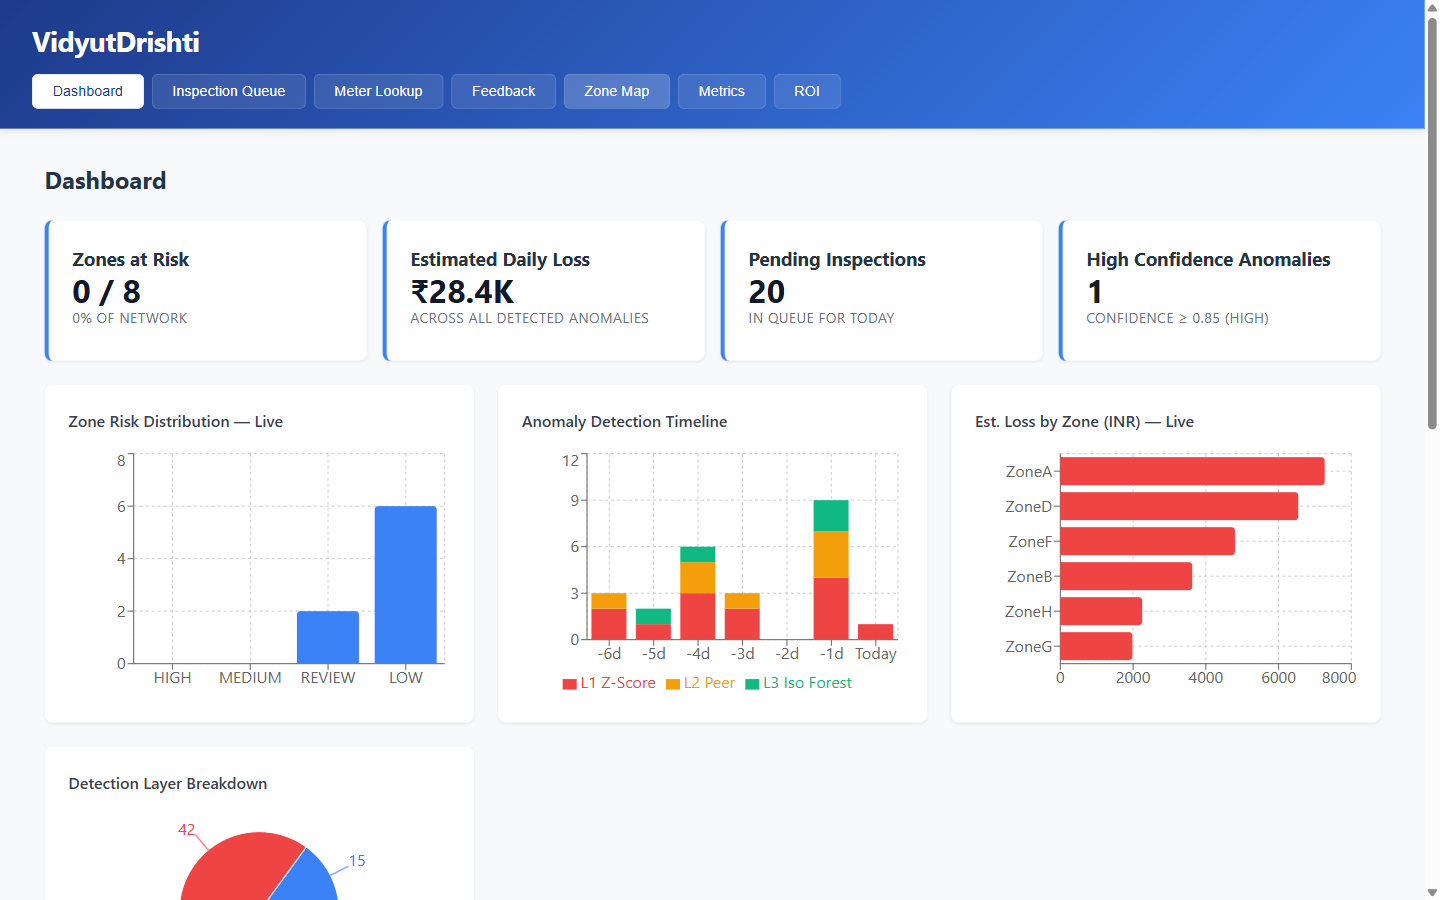 VidyutDrishti
Dashboard
Inspection Queue
Meter Lookup
Feedback
Zone Map
Metrics
ROI
Dashboard
Zones at Risk
0 / 8
0% OF NETWORK
Estimated Daily Loss
₹28.4K
ACROSS ALL DETECTED ANOMALIES
Pending Inspections
20
IN QUEUE FOR TODAY
High Confidence Anomalies
1
CONFIDENCE ≥ 0.85 (HIGH)
Zone Risk Distribution — Live
8
6
4
2
0
HIGH MEDIUM REVIEW LOW
Anomaly Detection Timeline
12
9
6
3
0
-6d -5d -4d -3d -2d -1d Today
L1 Z-Score L2 Peer L3 Iso Forest
Est. Loss by Zone (INR) — Live
ZoneA
ZoneD
ZoneF
ZoneB
ZoneH
ZoneG
0 2000 4000 6000 8000
Detection Layer Breakdown
42
15